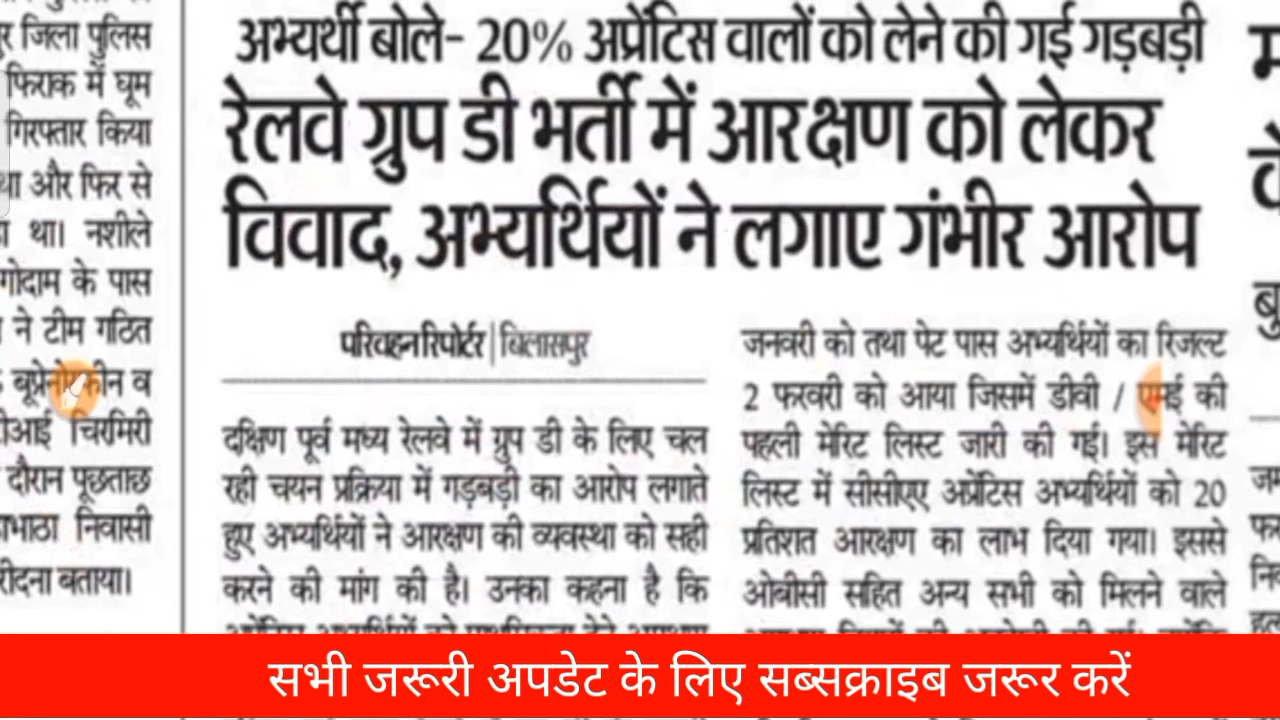 र जिला पुलिस
फिराक में घूम
गिरफ्तार किया
था और फिर से
था। नशीले
गोदाम के पास
ने टीम गठित
बूप्रेनोर्फीन व
चिरमिरी
दौरान पूछताछ
निवासी
रीदना बताया।
अभ्यर्थी बोले- 20% अप्रेंटिस वालों को लेने की गई गड़बड़ी
रेलवे ग्रुप डी भर्ती में आरक्षण को लेकर
विवाद, अभ्यर्थियों ने लगाए गंभीर आरोप
परिवहन रिपोर्टर | बिलासपुर
दक्षिण पूर्व मध्य रेलवे में ग्रुप डी के लिए चल
रही चयन प्रक्रिया में गड़बड़ी का आरोप लगाते
हुए अभ्यर्थियों ने आरक्षण की व्यवस्था को सही
करने की मांग की है। उनका कहना है कि
जनवरी को तथा पेट पास अभ्यर्थियों का रिजल्ट
2 फरवरी को आया जिसमें डीवी / एमई की
पहली मेरिट लिस्ट जारी की गई। इस मेरिट
लिस्ट में सीसीएए अप्रेंटिस अभ्यर्थियों को 20
प्रतिशत आरक्षण का लाभ दिया गया। इससे
ओबीसी सहित अन्य सभी को मिलने वाले
सभी जरूरी अपडेट के लिए सब्सक्राइब जरूर करें